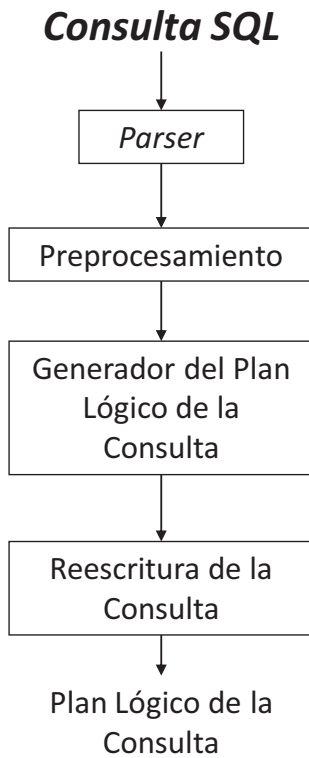 Consulta SQL
Parser
Preprocesamiento
Generador del Plan
Lógico de la
Consulta
Reescritura de la
Consulta
Plan Lógico de la
Consulta